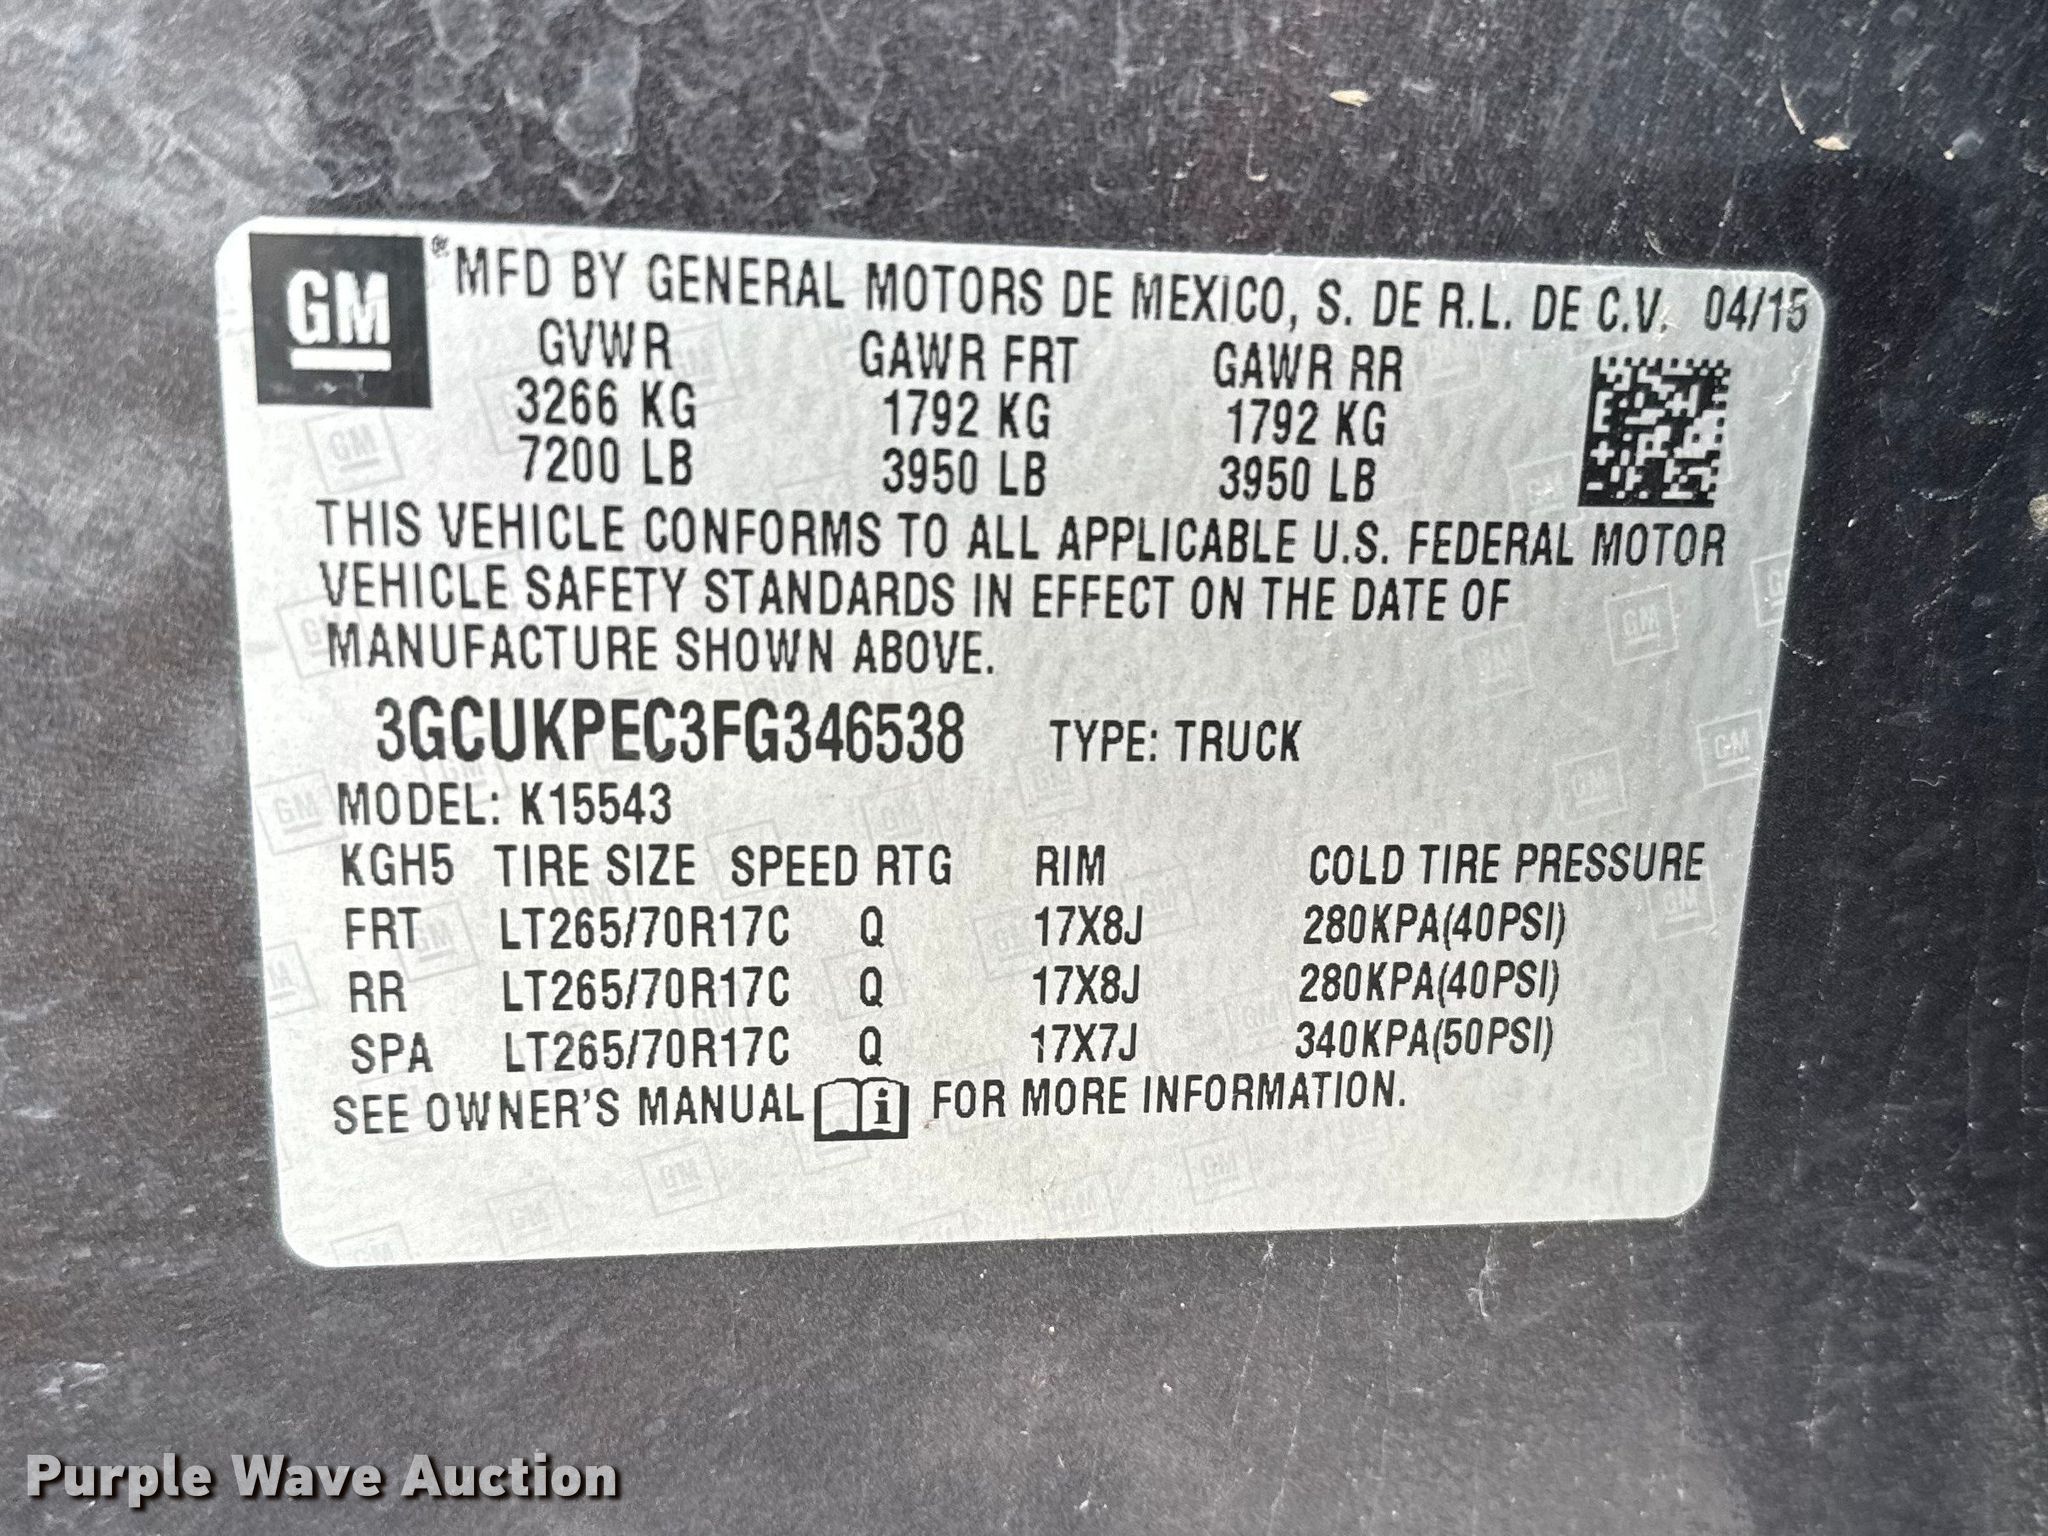 GM
MFD BY GENERAL MOTORS DE MEXICO, S. DE R.L. DE C.V. 04/15
GVWR GAWR FRT GAWR RR
3266 KG 1792 KG 1792 KG
7200 LB 3950 LB 3950 LB
THIS VEHICLE CONFORMS TO ALL APPLICABLE U.S. FEDERAL MOTOR
VEHICLE SAFETY STANDARDS IN EFFECT ON THE DATE OF
MANUFACTURE SHOWN ABOVE.
3GCUKPEC3FG346538 TYPE: TRUCK
MODEL: K15543
KGH5 TIRE SIZE SPEED RTG RIM COLD TIRE PRESSURE
FRT LT265/70R17C Q 17X8J 280KPA(40PSI)
RR LT265/70R17C Q 17X8J 280KPA(40PSI)
SPA LT265/70R17C Q 17X7J 340KPA(50PSI)
SEE OWNER'S MANUAL i FOR MORE INFORMATION.
Purple Wave Auction